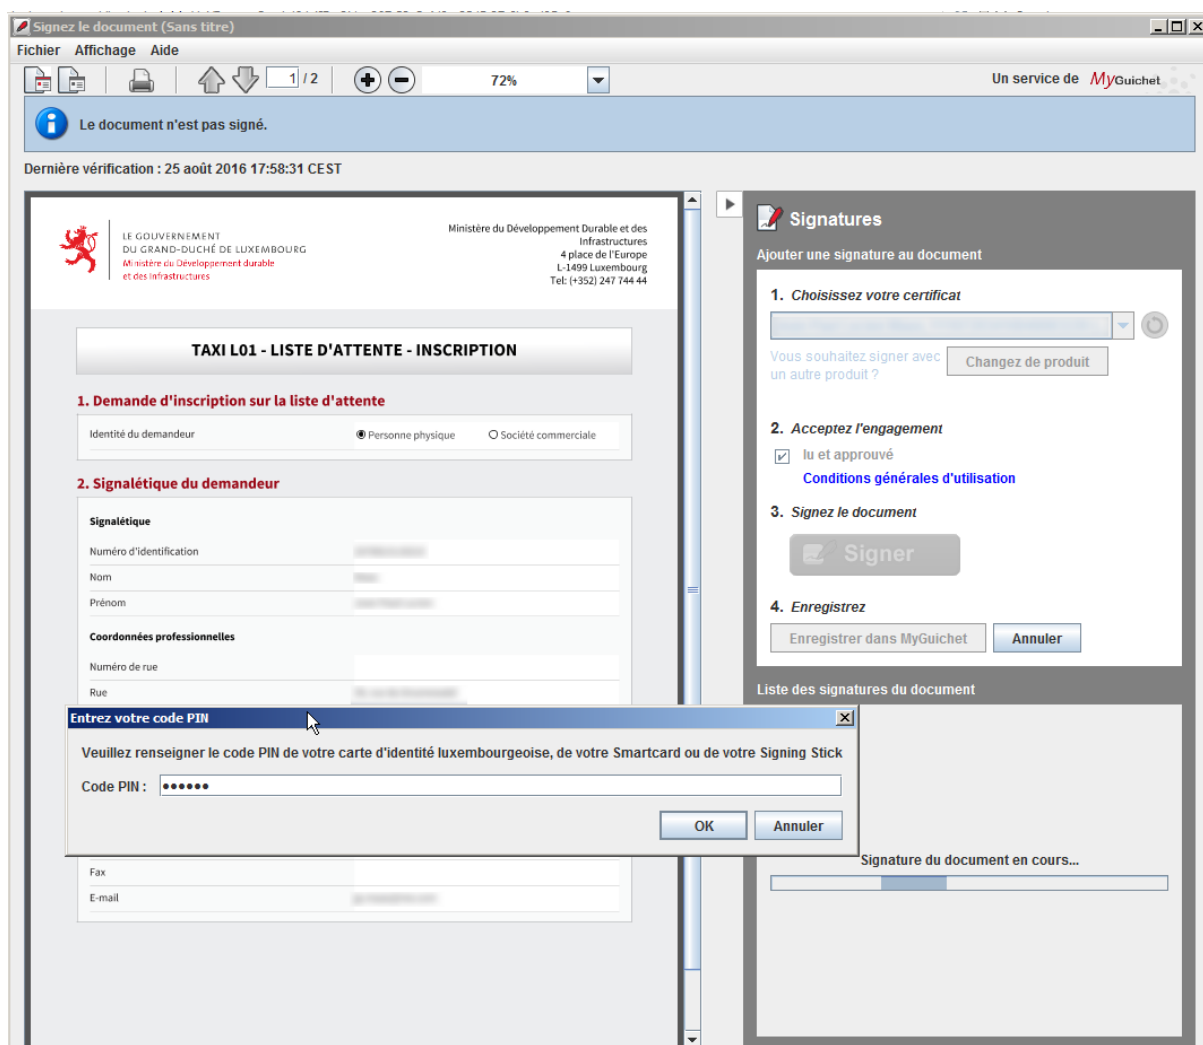 Signez le document (Sans titre)
Fichier Affichage Aide
1 / 2
72%
Un service de MyGuichet
Le document n'est pas signé.
Dernière vérification : 25 août 2016 17:58:31 CEST
LE GOUVERNEMENT
DU GRAND-DUCHÉ DE LUXEMBOURG
Ministère du Développement durable
et des Infrastructures
Ministère du Développement Durable et des
Infrastructures
4 place de l'Europe
L-1499 Luxembourg
Tel: (+352) 247 744 44
TAXI L01 - LISTE D'ATTENTE - INSCRIPTION
1. Demande d'inscription sur la liste d'attente
Identité du demandeur
Personne physique
Société commerciale
2. Signalétique du demandeur
Signalétique
Numéro d'identification
Nom
Prénom
Coordonnées professionnelles
Numéro de rue
Rue
Fax
E-mail
Signatures
Ajouter une signature au document
1. Choisissez votre certificat
Vous souhaitez signer avec
un autre produit ?
Changez de produit
2. Acceptez l'engagement
lu et approuvé
Conditions générales d'utilisation
3. Signez le document
Signer
4. Enregistrez
Enregistrer dans MyGuichet
Annuler
Liste des signatures du document
Entrez votre code PIN
Veuillez renseigner le code PIN de votre carte d'identité luxembourgeoise, de votre Smartcard ou de votre Signing Stick
Code PIN : ●●●●●●
OK
Annuler
Signature du document en cours...